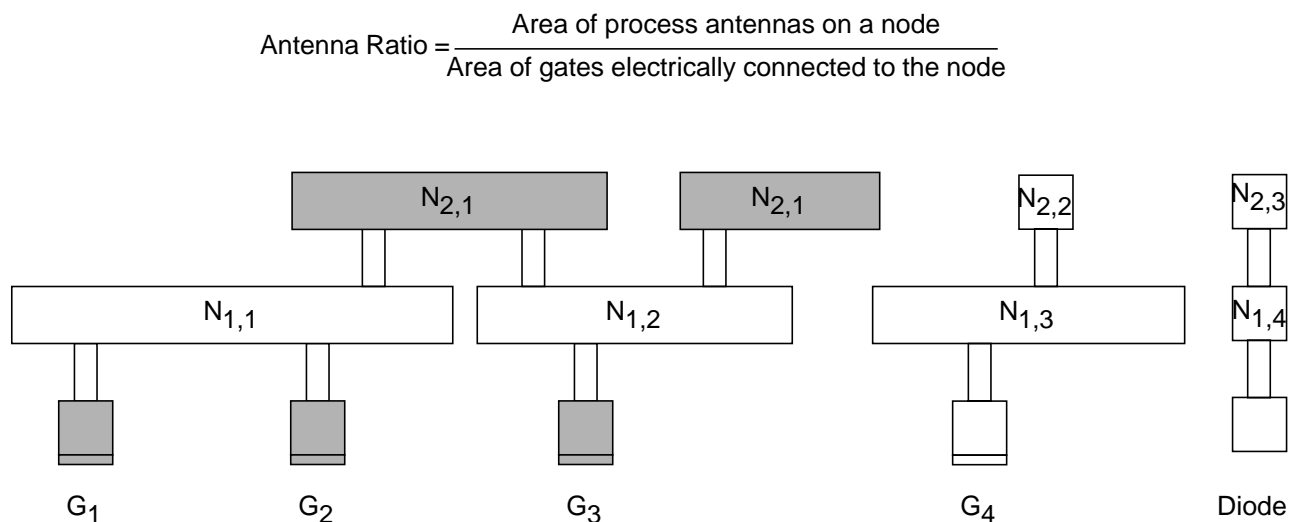 Antenna Ratio = Area of process antennas on a node
Area of gates electrically connected to the node
N2,1 N2,1 N2,2 N2,3
N1,1 N1,2 N1,3 N1,4
G1 G2 G3 G4 Diode